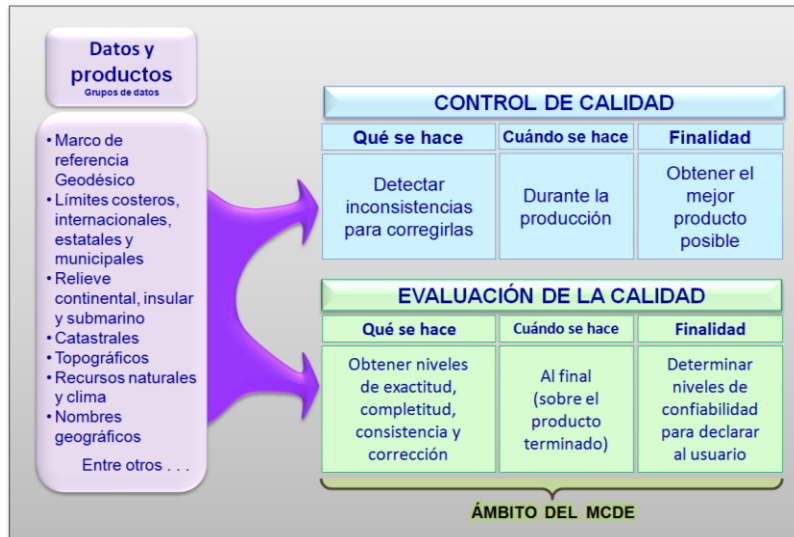 Datos y
productos
Grupos de datos
• Marco de
referencia
Geodésico
• Límites costeros,
internacionales,
estatales y
municipales
• Relieve
continental, insular
y submarino
• Catastrales
• Topográficos
• Recursos naturales
y clima
• Nombres
geográficos
Entre otros . . .
CONTROL DE CALIDAD
Qué se hace
Detectar
inconsistencias
para corregirlas
Cuándo se hace
Durante la
producción
Finalidad
Obtener el
mejor
producto
posible
EVALUACIÓN DE LA CALIDAD
Qué se hace
Obtener niveles
de exactitud,
completitud,
consistencia y
corrección
Cuándo se hace
Al final
(sobre el
producto
terminado)
Finalidad
Determinar
niveles de
confiabilidad
para declarar
al usuario
ÁMBITO DEL MCDE